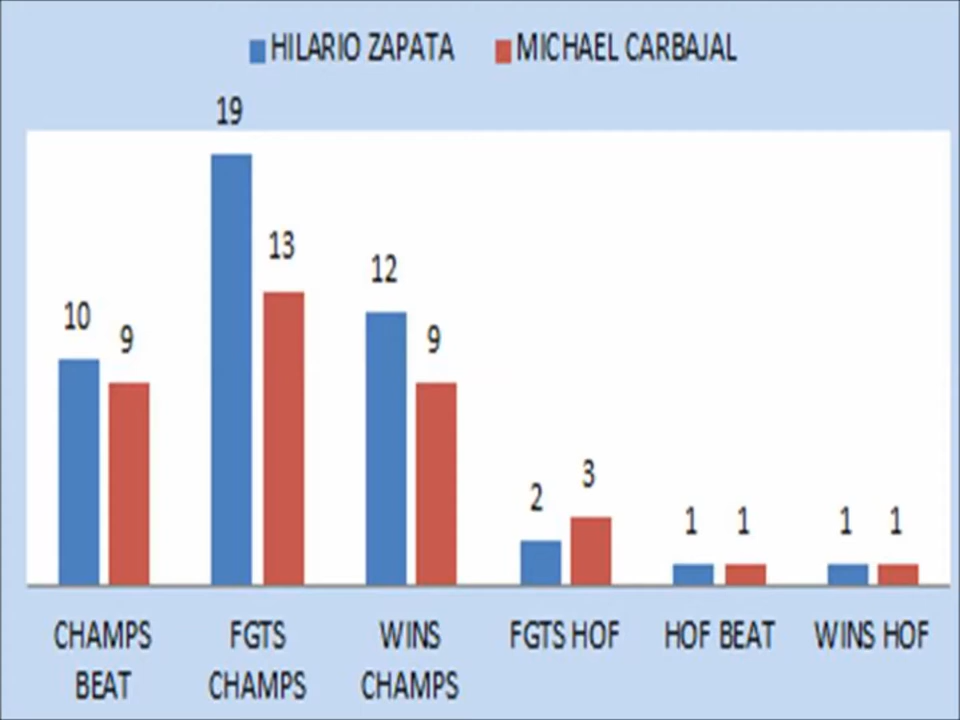 HILARIO ZAPATA MICHAEL CARBAJAL
19
13
12
10
9
9
3
2
1 1 1 1
CHAMPS BEAT
FGTS CHAMPS
WINS CHAMPS
FGTS HOF
HOF BEAT
WINS HOF